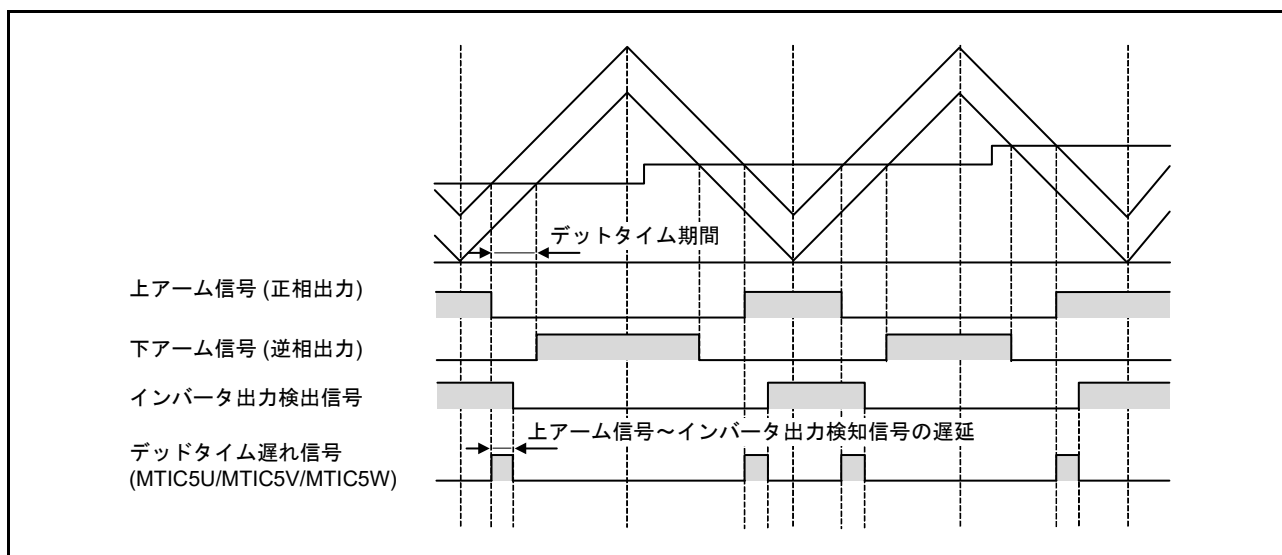 デットタイム期間
上アーム信号 (正相出力)
下アーム信号 (逆相出力)
インバータ出力検出信号
上アーム信号～インバータ出力検知信号の遅延
デッドタイム遅れ信号
(MTIC5U/MTIC5V/MTIC5W)